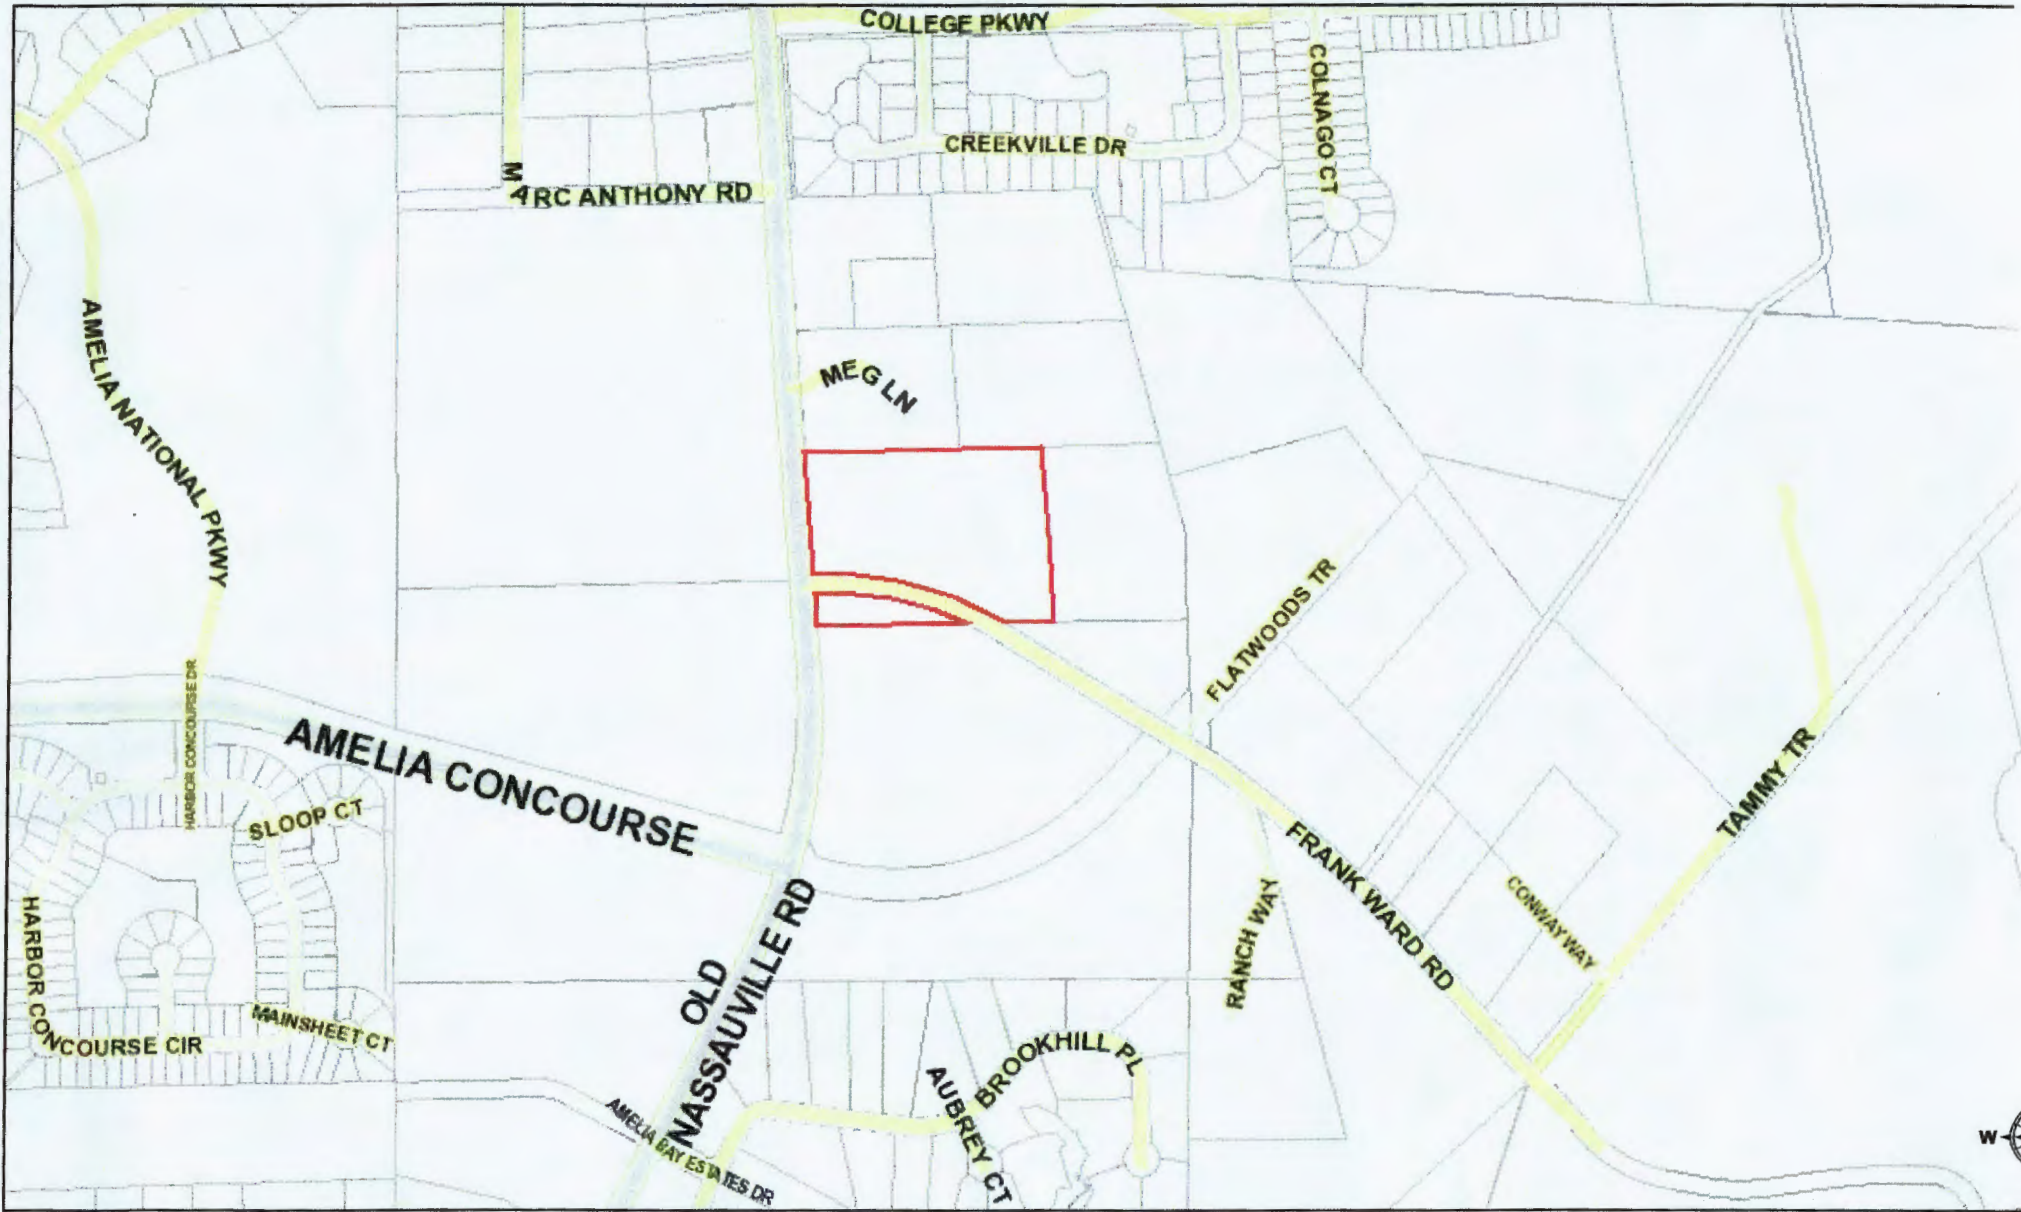 COLLEGE PKWY
COLNAGO CT
CREEKVILLE DR
MARC ANTHONY RD
AMELIA NATIONAL PKWY
MEG LN
FLATWOODS TR
HARBOR CONCOURSE DR
AMELIA CONCOURSE
TAMMY TR
SLOOP CT
FRANK WARD RD
RANCH WAY
CONWAY WAY
HARBOR CONCOURSE CIR
MAINSHEET CT
OLD
NASSAUVILLE RD
BROOKHILL PL
AUBREY CT
AMELIA BAY ESTATES DR
W